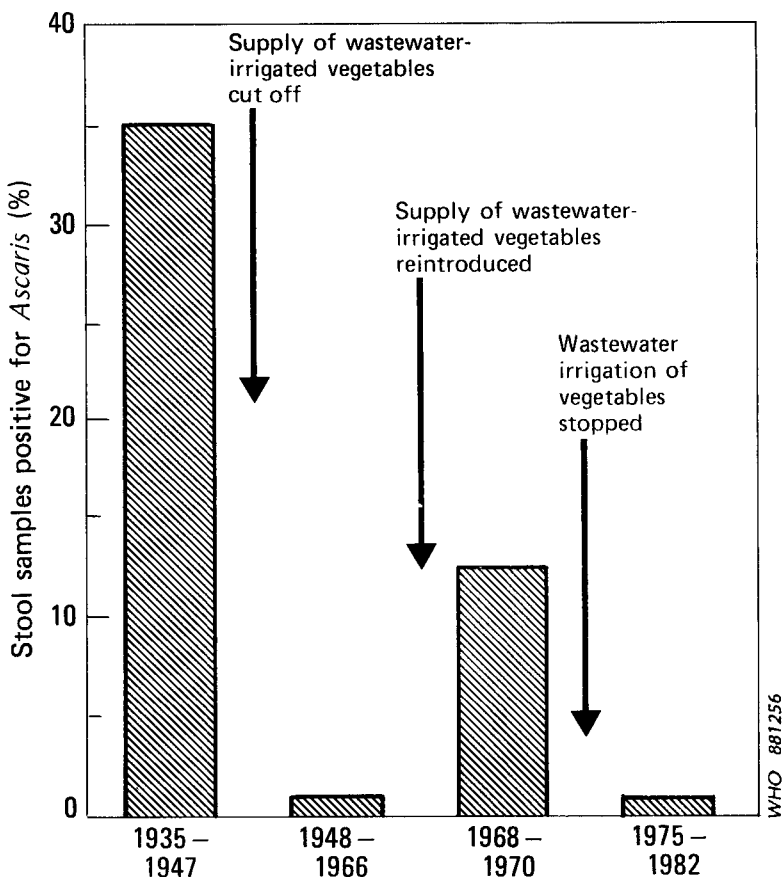 40
30
20
10
0
Stool samples positive for Ascaris (%)
Supply of wastewater-
irrigated vegetables
cut off
Supply of wastewater-
irrigated vegetables
reintroduced
Wastewater
irrigation of
vegetables
stopped
1935 –
1947
1948 –
1966
1968 –
1970
1975 –
1982
WHO 881256